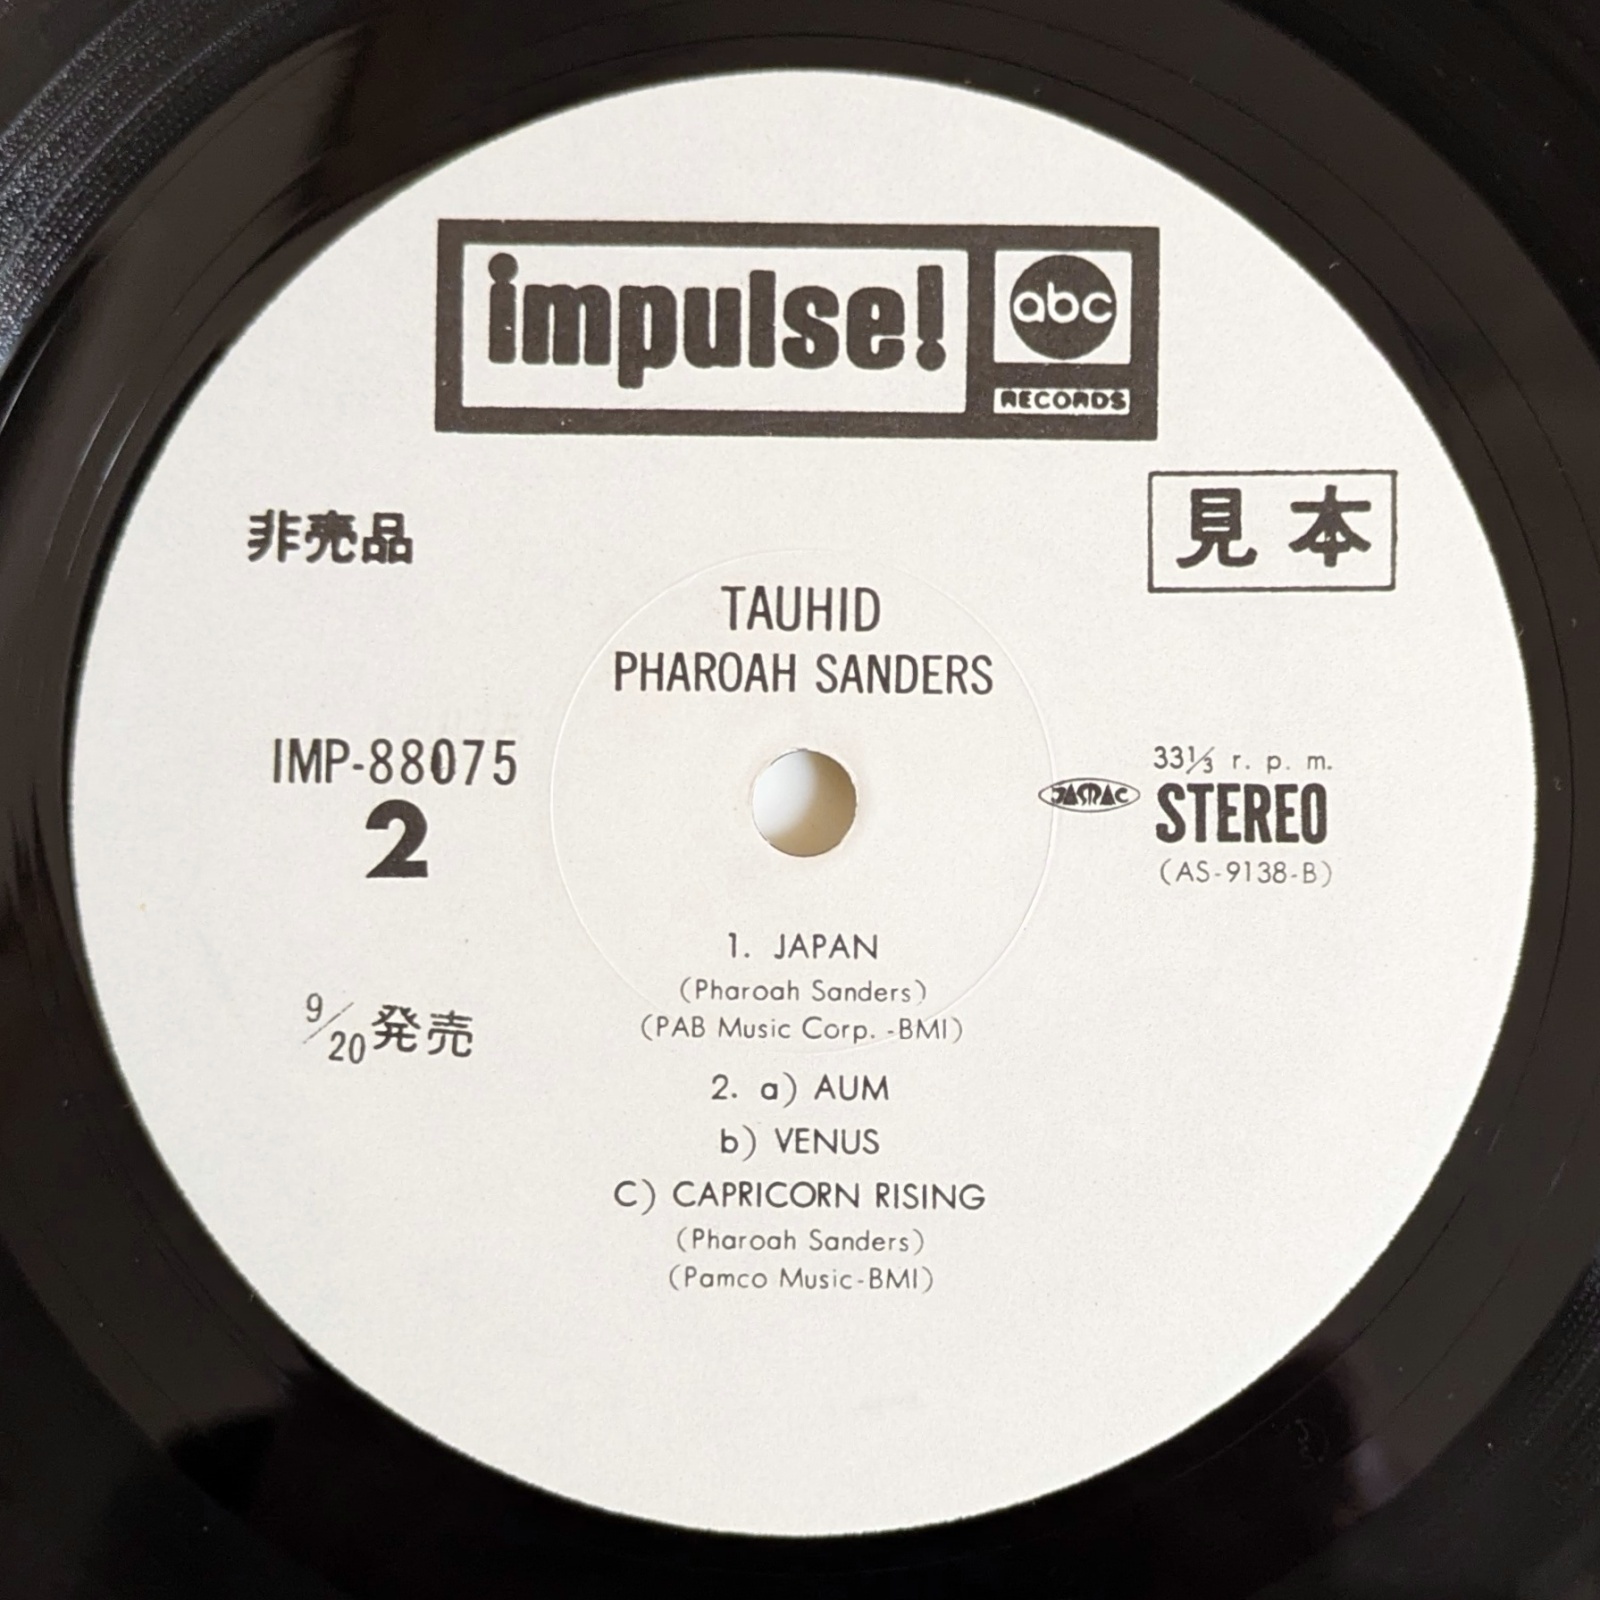 impulse!
abc
RECORDS
非売品
見本
TAUHID
PHAROAH SANDERS
IMP-88075
2
33⅓ r. p. m.
JASRAC
STEREO
(AS-9138-B)
9/20発売
1. JAPAN
(Pharoah Sanders)
(PAB Music Corp. -BMI)
2. a) AUM
b) VENUS
C) CAPRICORN RISING
(Pharoah Sanders)
(Pamco Music-BMI)